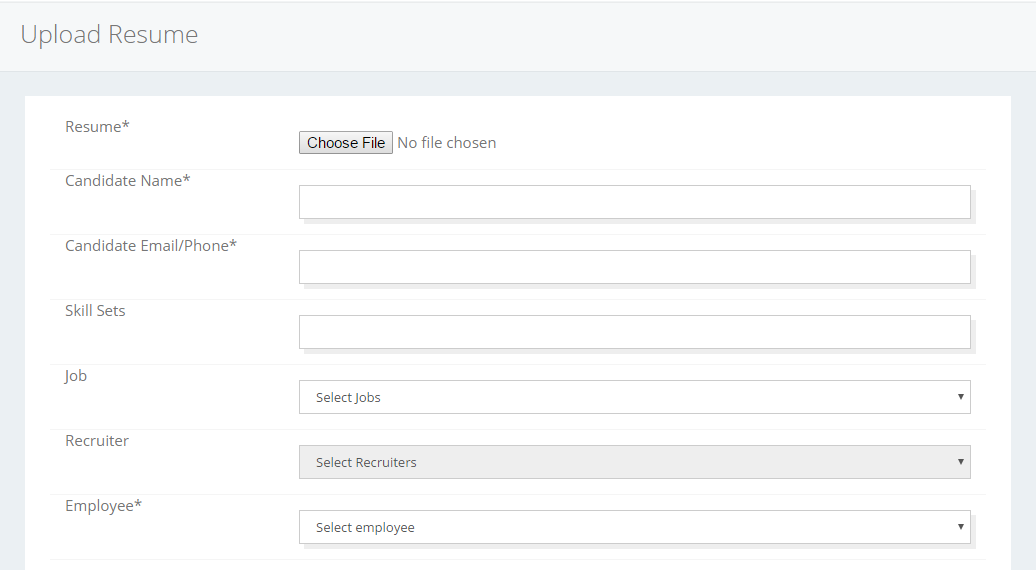 Upload Resume
Resume*
Choose File No file chosen
Candidate Name*
Candidate Email/Phone*
Skill Sets
Job
Select Jobs
Recruiter
Select Recruiters
Employee*
Select employee